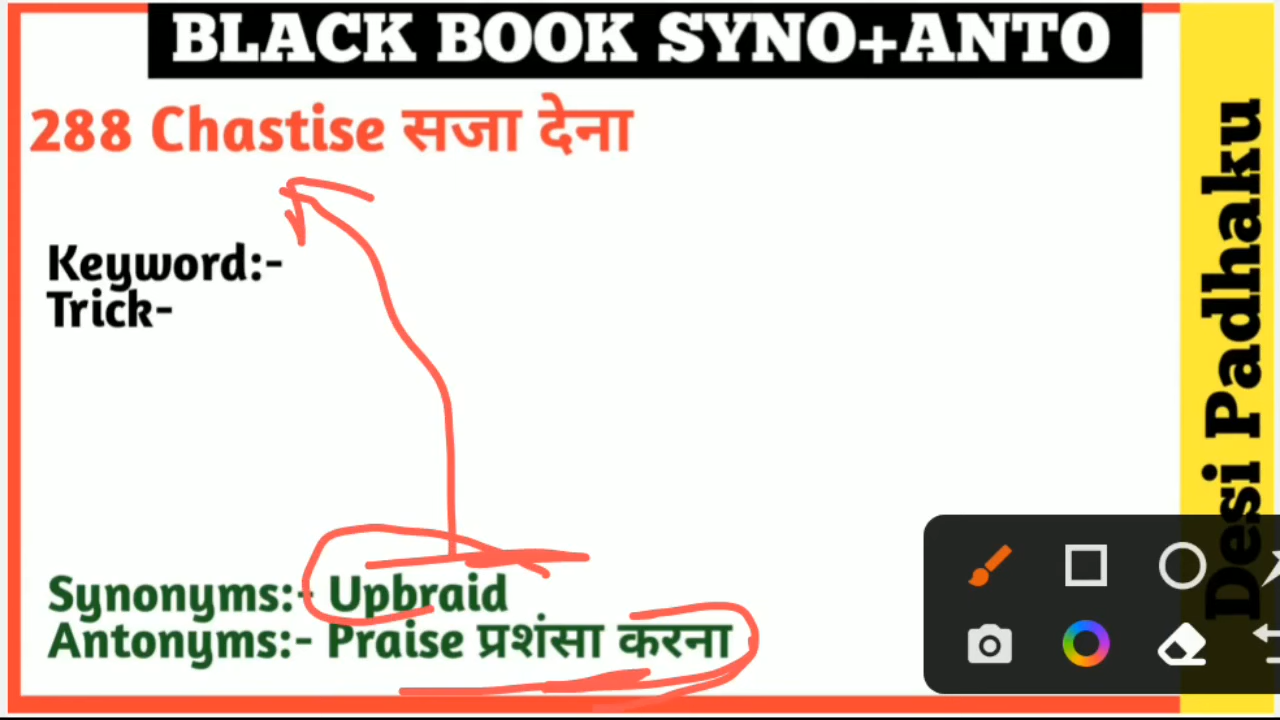 BLACK BOOK SYNO+ANTO
288 Chastise सजा देना
Keyword:-
Trick-
Synonyms:- Upbraid
Antonyms:- Praise प्रशंसा करना
Desi Padhaku